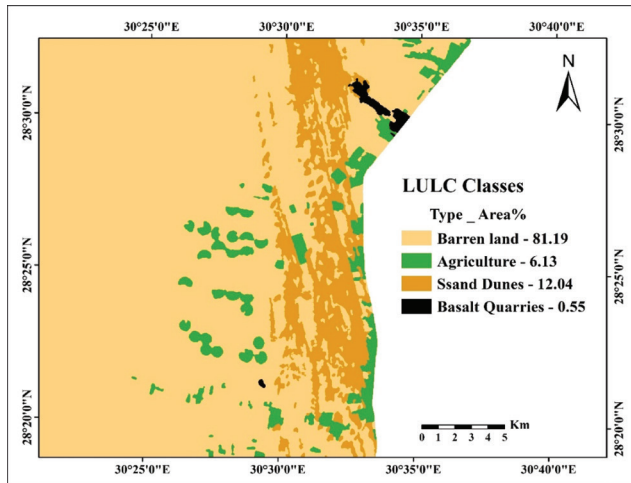 30°25'0"E 30°30'0"E 30°35'0"E 30°40'0"E
N
28°30'0"N
28°30'0"N
LULC Classes
Type _ Area%
Barren land - 81.19
Agriculture - 6.13
Ssand Dunes - 12.04
Basalt Quarries - 0.55
28°25'0"N
28°25'0"N
28°20'0"N
28°20'0"N
Km
0 1 2 3 4 5
30°25'0"E 30°30'0"E 30°35'0"E 30°40'0"E